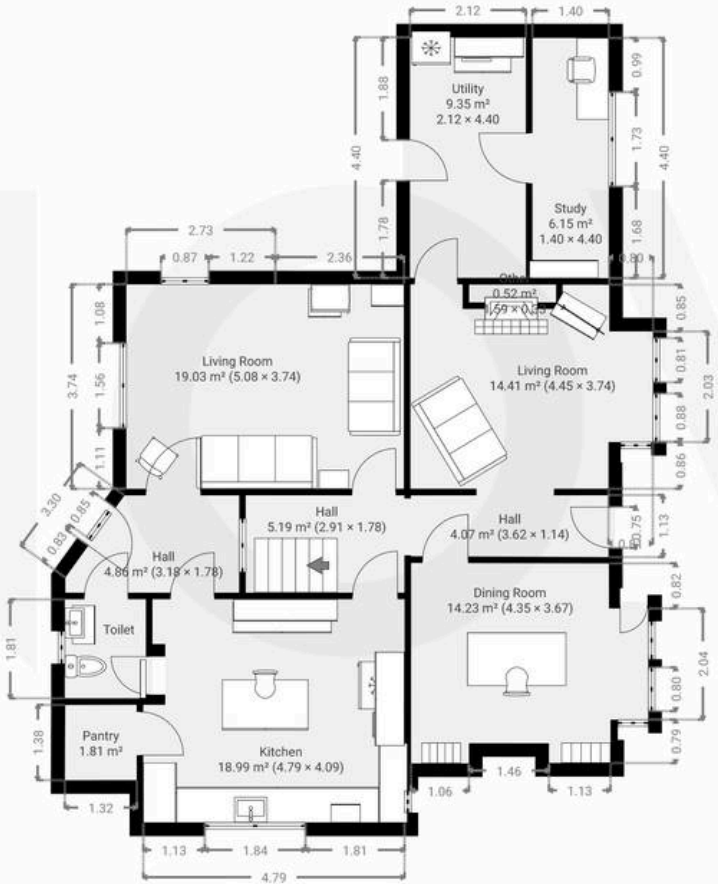 2.12
1.40
1.88
4.40
1.78
0.99
1.73
4.40
1.68
0.80
Utility
9.35 m²
2.12 × 4.40
Study
6.15 m²
1.40 × 4.40
2.73
0.87
1.22
2.36
0.52 m²
1.08
3.74
1.56
1.11
Living Room
19.03 m² (5.08 × 3.74)
Living Room
14.41 m² (4.45 × 3.74)
0.85
0.81
2.03
0.88
0.86
3.30
0.85
0.83
Hall
5.19 m² (2.91 × 1.78)
Hall
4.07 m² (3.62 × 1.14)
0.75
1.13
Hall
4.86 m² (3.18 × 1.78)
Dining Room
14.23 m² (4.35 × 3.67)
0.82
2.04
0.80
0.79
1.81
Toilet
1.38
Pantry
1.81 m²
Kitchen
18.99 m² (4.79 × 4.09)
1.32
1.06
1.46
1.13
1.13
1.84
1.81
4.79